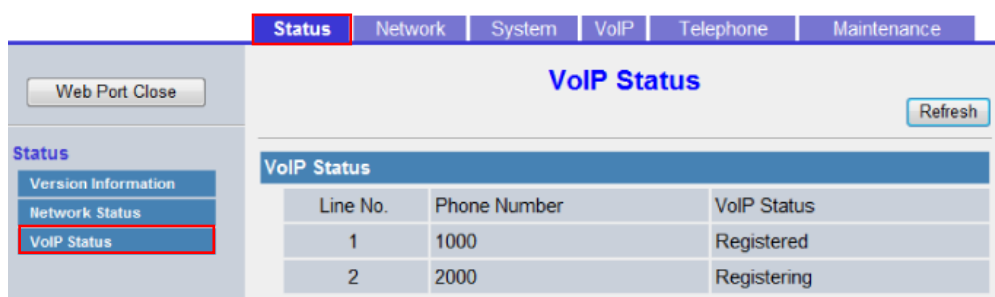 Status Network System VoIP Telephone Maintenance
Web Port Close
VoIP Status
Refresh
Status
Version Information
Network Status
VoIP Status
VoIP Status
Line No. Phone Number VoIP Status
1 1000 Registered
2 2000 Registering